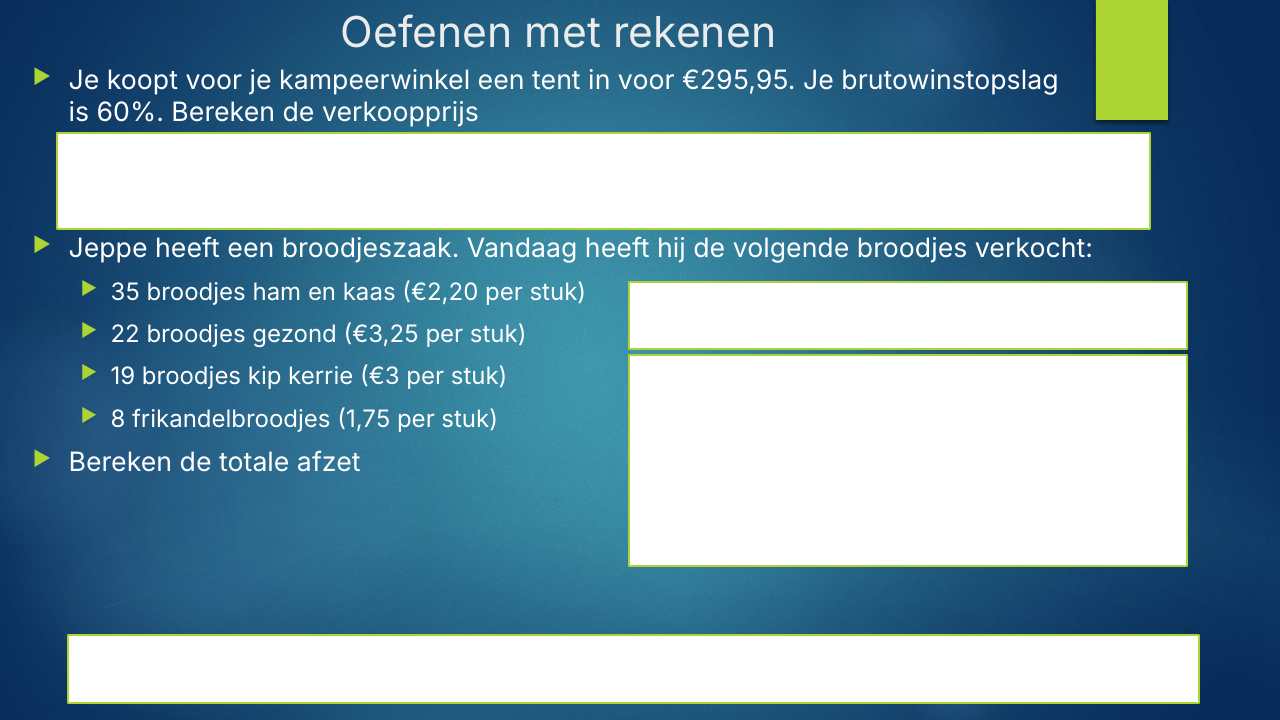 Oefenen met rekenen
Je koopt voor je kampeerwinkel een tent in voor €295,95. Je brutowinstopslag
is 60%. Bereken de verkoopprijs
Jeppe heeft een broodjeszaak. Vandaag heeft hij de volgende broodjes verkocht:
35 broodjes ham en kaas (€2,20 per stuk)
22 broodjes gezond (€3,25 per stuk)
19 broodjes kip kerrie (€3 per stuk)
8 frikandelbroodjes (1,75 per stuk)
Bereken de totale afzet